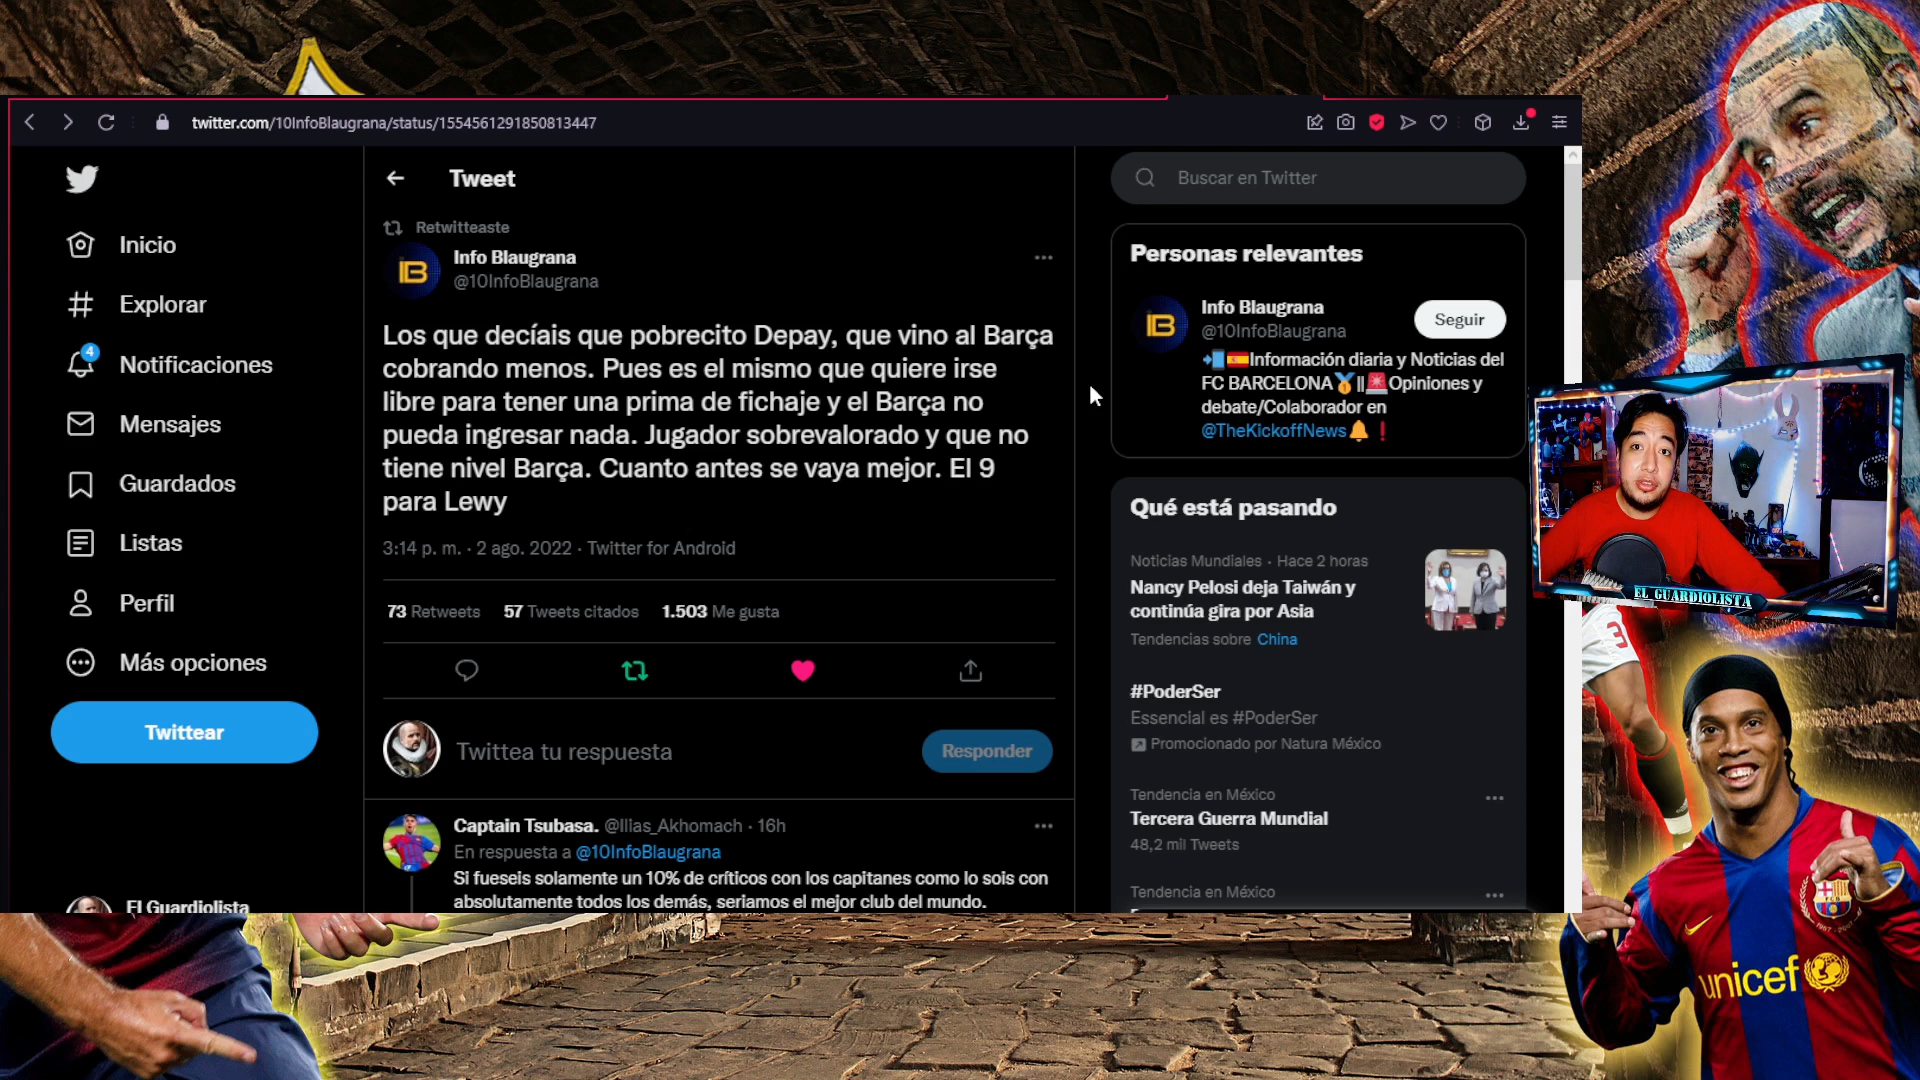 twitter.com/10InfoBlaugrana/status/1554561291850813447
Inicio
Explorar
4
Notificaciones
Mensajes
Guardados
Listas
Perfil
Más opciones
Twittear
El Guardiolista
Tweet
Retwitteaste
IB
Info Blaugrana
@10InfoBlaugrana
Los que decíais que pobrecito Depay, que vino al Barça
cobrando menos. Pues es el mismo que quiere irse
libre para tener una prima de fichaje y el Barça no
pueda ingresar nada. Jugador sobrevalorado y que no
tiene nivel Barça. Cuanto antes se vaya mejor. El 9
para Lewy
3:14 p. m. · 2 ago. 2022 · Twitter for Android
73 Retweets 57 Tweets citados 1.503 Me gusta
Twittea tu respuesta
Responder
Captain Tsubasa. @Ilias_Akhomach · 16h
En respuesta a @10InfoBlaugrana
Si fueseis solamente un 10% de críticos con los capitanes como lo sois con
absolutamente todos los demás, seriamos el mejor club del mundo.
Buscar en Twitter
Personas relevantes
IB
Info Blaugrana
@10InfoBlaugrana
Seguir
📲🇪🇸Información diaria y Noticias del
FC BARCELONA🏅||🚨Opiniones y
debate/Colaborador en
@TheKickoffNews🔔❗
Qué está pasando
Noticias Mundiales · Hace 2 horas
Nancy Pelosi deja Taiwán y
continúa gira por Asia
Tendencias sobre China
#PoderSer
Essencial es #PoderSer
Promocionado por Natura México
Tendencia en México
Tercera Guerra Mundial
48,2 mil Tweets
Tendencia en México
EL GUARDIOLISTA
3
FCB
unicef